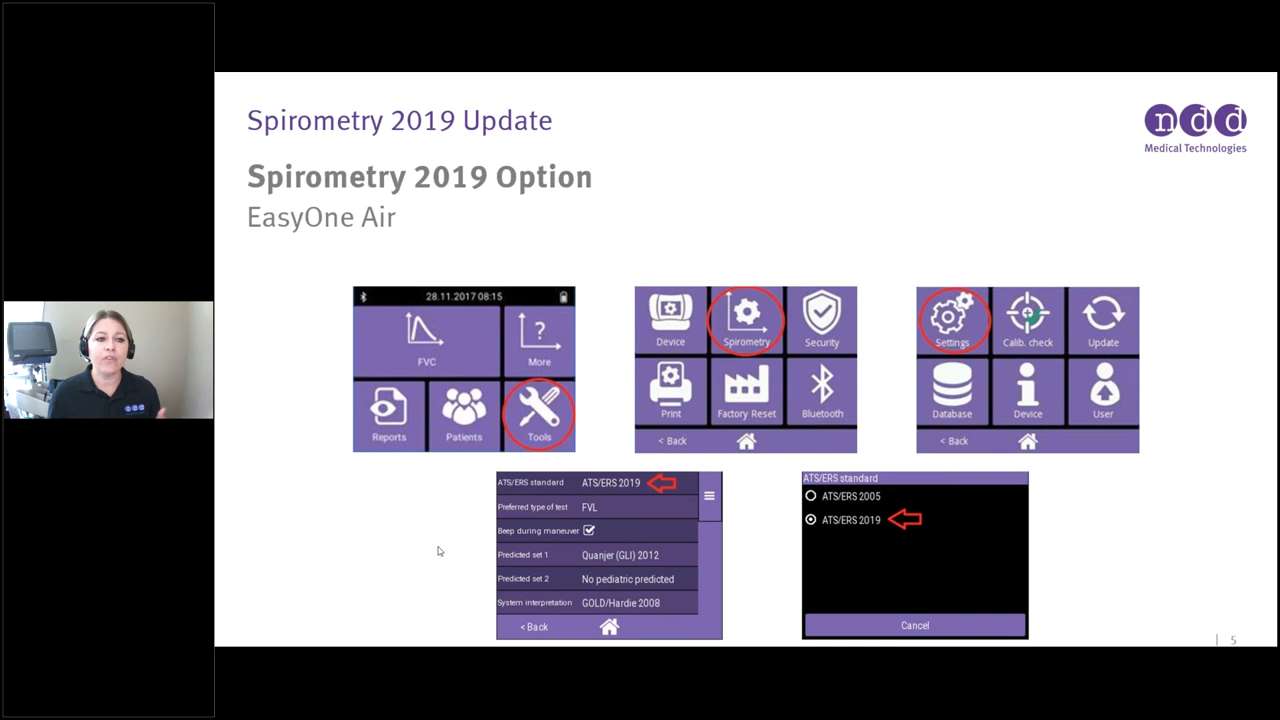 Spirometry 2019 Update
ndd
Medical Technologies
Spirometry 2019 Option
EasyOne Air
28.11.2017 08:15
FVC
More
?
Reports
Patients
Tools
Device
Spirometry
Security
Print
Factory Reset
Bluetooth
< Back
Settings
Calib. check
Update
Database
Device
User
< Back
ATS/ERS standard ATS/ERS 2019
Preferred type of test FVL
Beep during maneuver
Predicted set 1 Quanjer (GLI) 2012
Predicted set 2 No pediatric predicted
System interpretation GOLD/Hardie 2008
< Back
ATS/ERS standard
ATS/ERS 2005
ATS/ERS 2019
Cancel
| 5
ndd